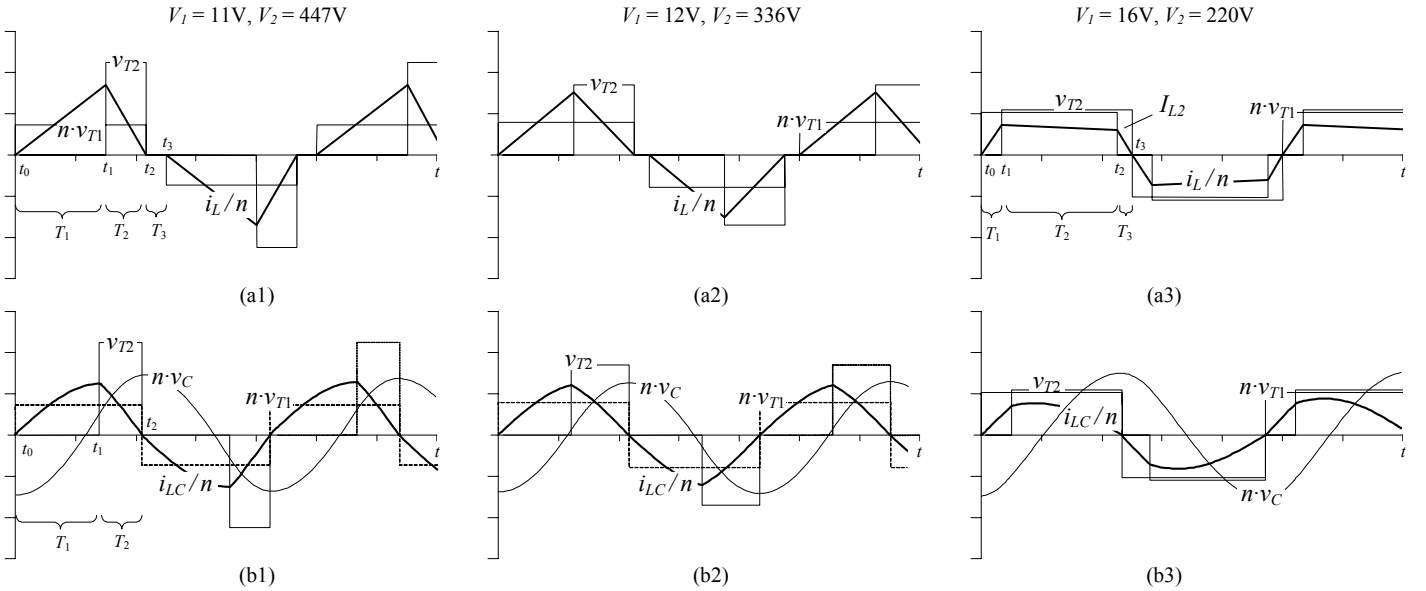 V1 = 11V, V2 = 447V
V1 = 12V, V2 = 336V
V1 = 16V, V2 = 220V
vT2
n·vT1
t3
t0
t1
t2
t
iL/n
T1
T2
T3
(a1)
vT2
n·vT1
t
iL/n
(a2)
vT2
IL2
n·vT1
t3
t0
t1
t2
t
iL/n
T1
T2
T3
(a3)
vT2
n·vC
n·vT1
t2
t0
t1
t
iLC/n
T1
T2
(b1)
vT2
n·vC
n·vT1
t
iLC/n
(b2)
vT2
n·vT1
iLC/n
t
n·vC
(b3)